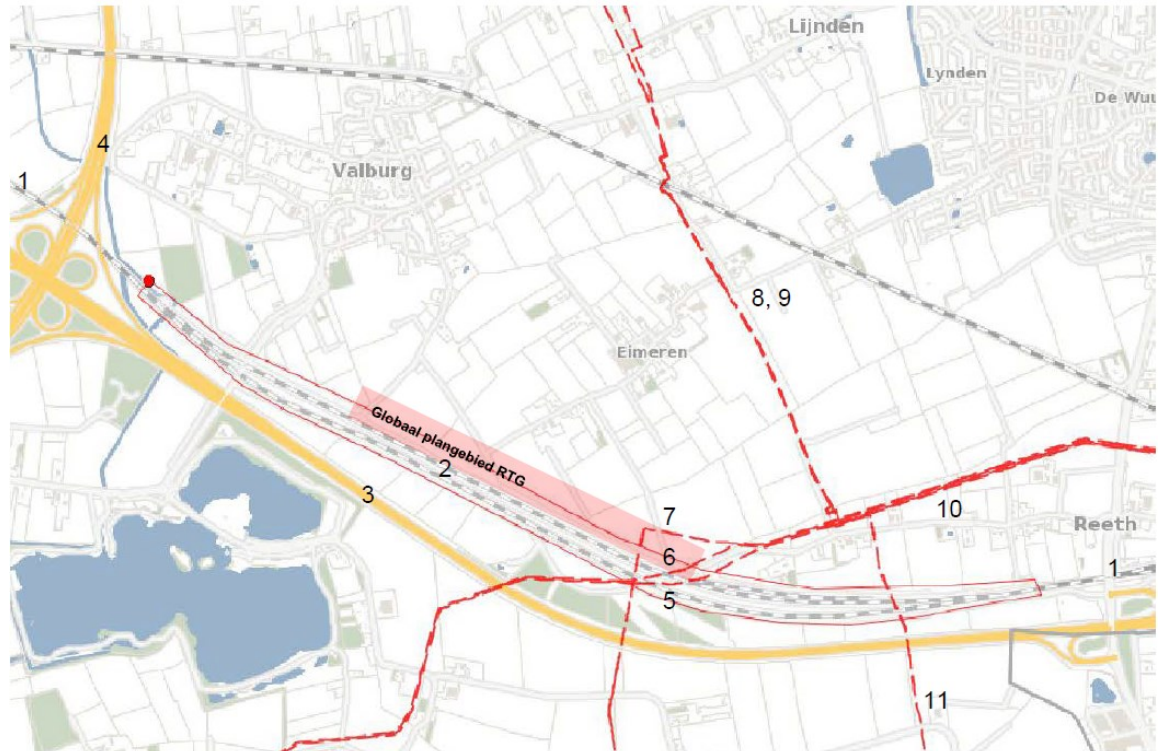 Lijnden
Lynden
De Wuu
4
Valburg
1
8, 9
Eimeren
Globaal plangebied RTG
2
3
7
10
Reeth
6
1
5
11